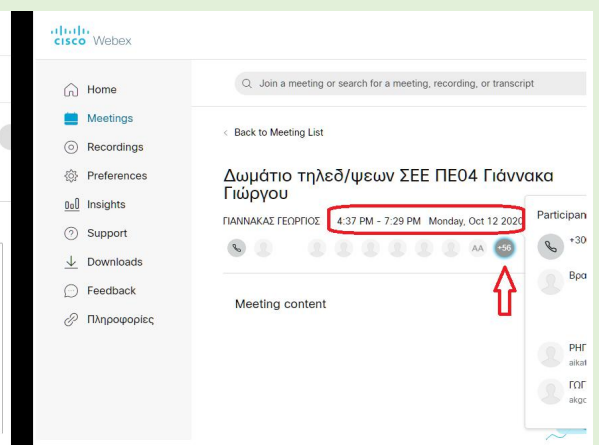 cisco Webex
Join a meeting or search for a meeting, recording, or transcript
Home
Meetings
Recordings
Preferences
Insights
Support
Downloads
Feedback
Πληροφορίες
< Back to Meeting List
Δωμάτιο τηλεδ/ψεων ΣΕΕ ΠΕ04 Γιάννακα
Γιώργου
ΓΙΑΝΝΑΚΑΣ ΓΕΩΡΓΙΟΣ 4:37 PM - 7:29 PM Monday, Oct 12 2020
AA +56
Meeting content
Participan
+30
Βρα
ΡΗΓ
aikat
ΓΩΓ
akgo